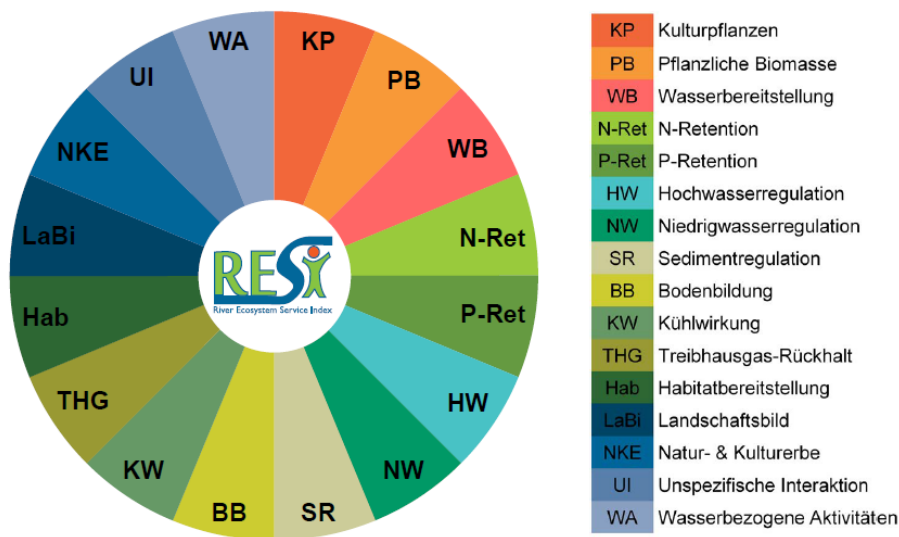 KP
PB
WB
N-Ret
P-Ret
HW
NW
SR
BB
KW
THG
Hab
LaBi
NKE
UI
WA
RESI
River Ecosystem Service Index
KP Kulturpflanzen
PB Pflanzliche Biomasse
WB Wasserbereitstellung
N-Ret N-Retention
P-Ret P-Retention
HW Hochwasserregulation
NW Niedrigwasserregulation
SR Sedimentregulation
BB Bodenbildung
KW Kühlwirkung
THG Treibhausgas-Rückhalt
Hab Habitatbereitstellung
LaBi Landschaftsbild
NKE Natur- & Kulturerbe
UI Unspezifische Interaktion
WA Wasserbezogene Aktivitäten